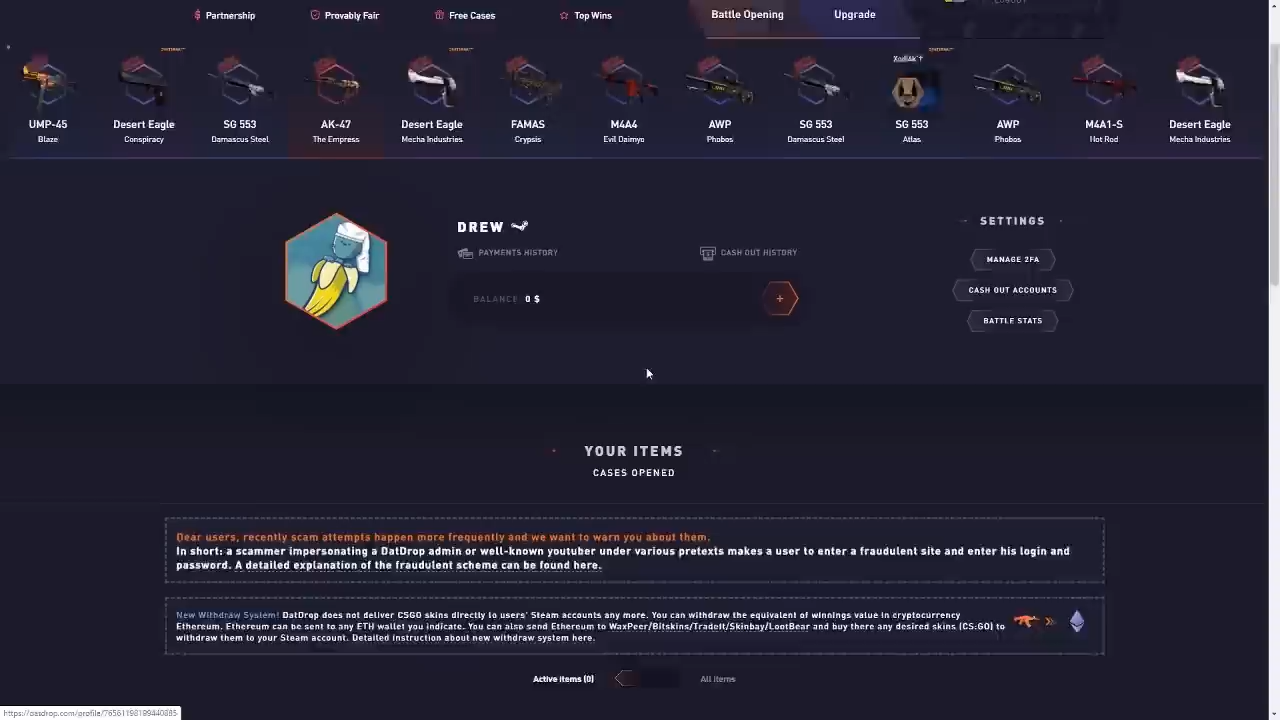 Partnership
Provably Fair
Free Cases
Top Wins
Battle Opening
Upgrade
UMP-45
Blaze
Desert Eagle
Conspiracy
SG 553
Damascus Steel
AK-47
The Empress
Desert Eagle
Mecha Industries
FAMAS
Crypsis
M4A4
Evil Daimyo
AWP
Phobos
SG 553
Damascus Steel
SG 553
Atlas
AWP
Phobos
M4A1-S
Hot Rod
Desert Eagle
Mecha Industries
DREW
PAYMENTS HISTORY
CASH OUT HISTORY
BALANCE 0 $
+
SETTINGS
MANAGE 2FA
CASH OUT ACCOUNTS
BATTLE STATS
YOUR ITEMS
CASES OPENED
Dear users, recently scam attempts happen more frequently and we want to warn you about them.
In short: a scammer impersonating a DatDrop admin or well-known youtuber under various pretexts makes a user to enter a fraudulent site and enter his login and
password. A detailed explanation of the fraudulent scheme can be found here.
New Withdraw System! DatDrop does not deliver CSGO skins directly to users' Steam accounts any more. You can withdraw the equivalent of winnings value in cryptocurrency
Ethereum. Ethereum can be sent to any ETH wallet you indicate. You can also send Ethereum to WaxPeer/Bitskins/TradeIt/Skinbay/LootBear and buy there any desired skins (CS:GO) to
withdraw them to your Steam account. Detailed instruction about new withdraw system here.
Active items (0)
All items